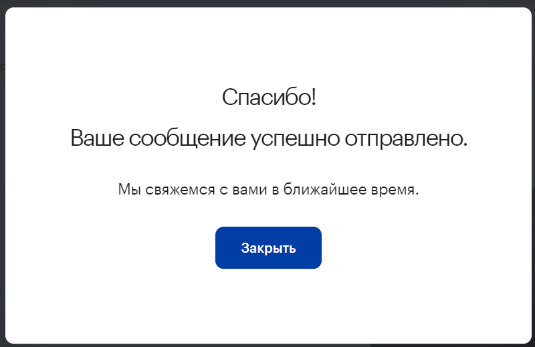 Спасибо!
Ваше сообщение успешно отправлено.
Мы свяжемся с вами в ближайшее время.
Закрыть